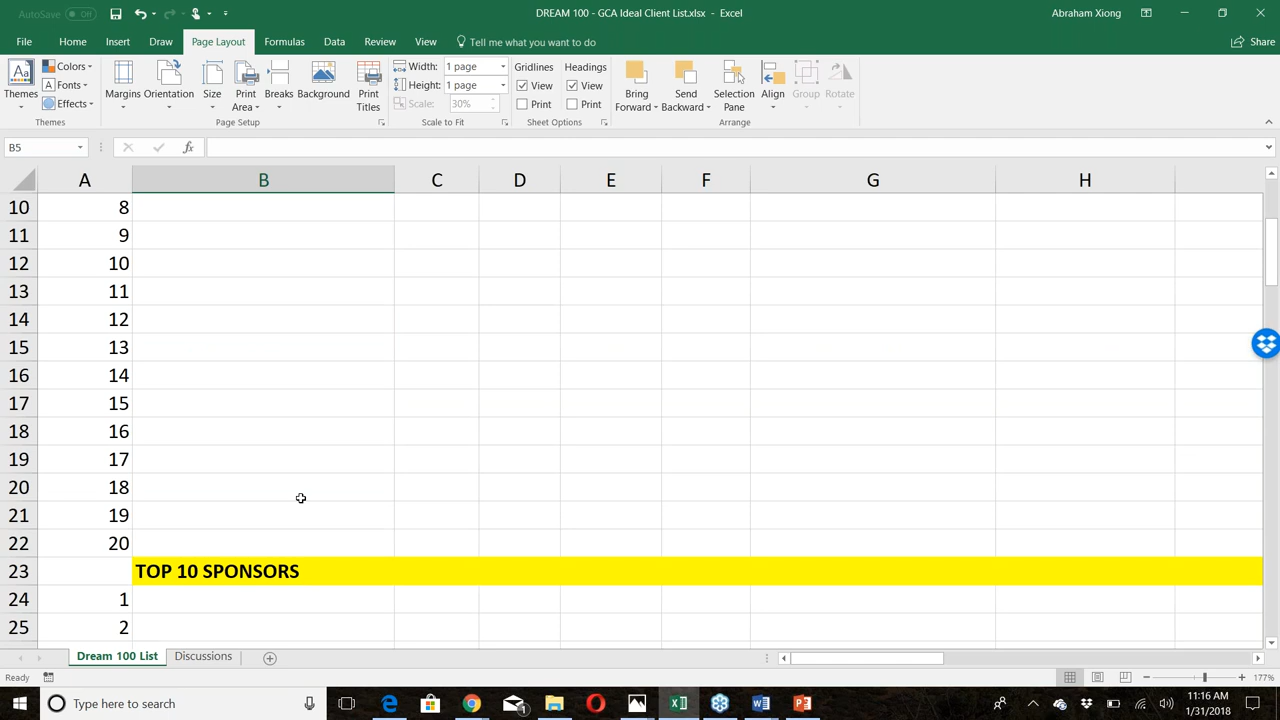 AutoSave Off
DREAM 100 - GCA Ideal Client List.xlsx - Excel
Abraham Xiong
File Home Insert Draw Page Layout Formulas Data Review View Tell me what you want to do Share
Themes
Colors
Fonts
Effects
Themes
Margins Orientation Size Print Area Breaks Background Print Titles
Page Setup
Width: 1 page
Height: 1 page
Scale: 30%
Scale to Fit
Gridlines Headings
View View
Print Print
Sheet Options
Bring Forward Send Backward Selection Pane Align Group Rotate
Arrange
B5 fx
A B C D E F G H
10 8
11 9
12 10
13 11
14 12
15 13
16 14
17 15
18 16
19 17
20 18
21 19
22 20
23 TOP 10 SPONSORS
24 1
25 2
Dream 100 List Discussions
Ready 177%
Type here to search
11:16 AM
1/31/2018